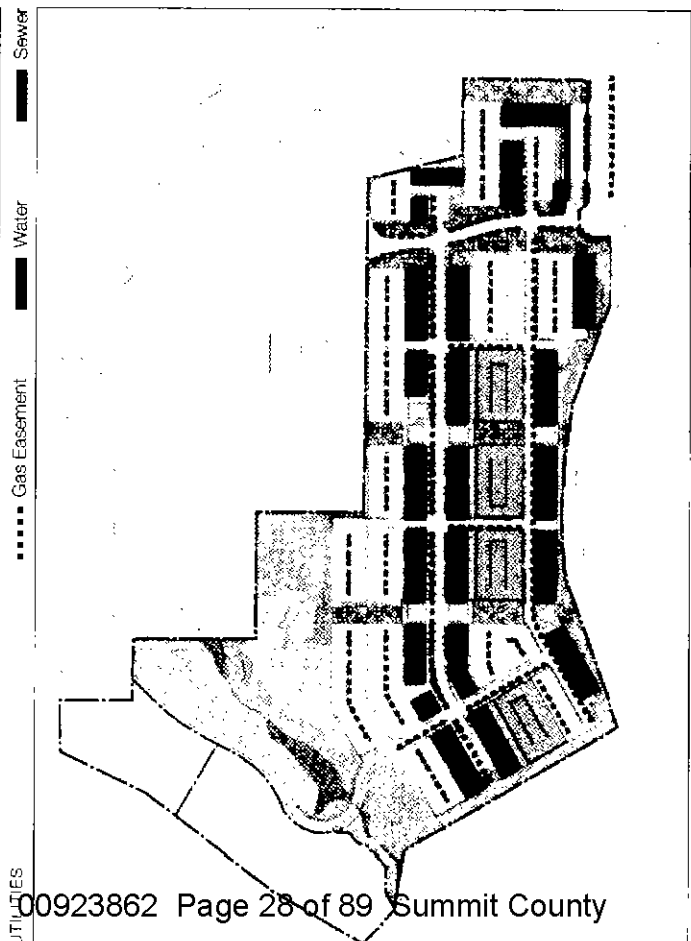 UTILITIES
Gas Easement
Water
Sewer
00923862 Page 28 of 89 Summit County